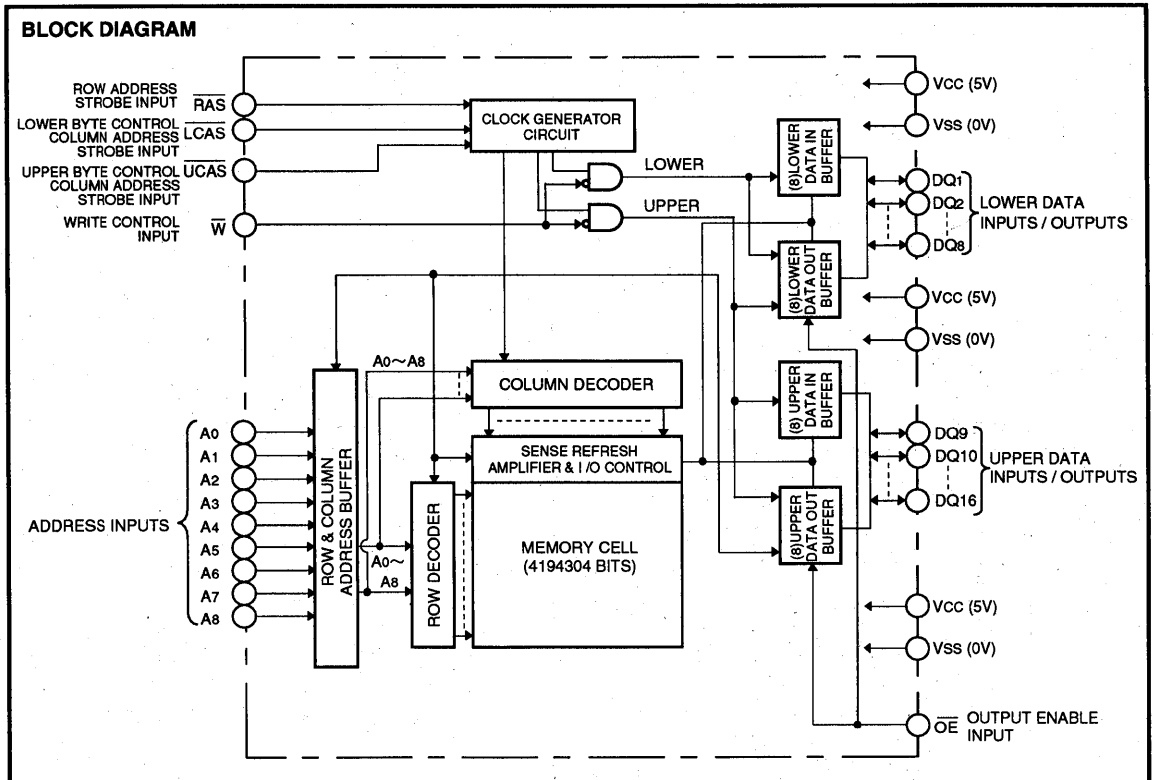 BLOCK DIAGRAM
ROW ADDRESS
STROBE INPUT RAS
LOWER BYTE CONTROL
COLUMN ADDRESS LCAS
STROBE INPUT
UPPER BYTE CONTROL UCAS
COLUMN ADDRESS
STROBE INPUT
WRITE CONTROL
INPUT W
CLOCK GENERATOR
CIRCUIT
LOWER
UPPER
(8)LOWER
DATA IN
BUFFER
(8)LOWER
DATA OUT
BUFFER
VCC (5V)
VSS (0V)
DQ1
DQ2
DQ8
LOWER DATA
INPUTS / OUTPUTS
VCC (5V)
VSS (0V)
A0~A8
COLUMN DECODER
SENSE REFRESH
AMPLIFIER & I/O CONTROL
MEMORY CELL
(4194304 BITS)
ROW & COLUMN
ADDRESS BUFFER
ROW DECODER
A0~
A8
ADDRESS INPUTS
A0
A1
A2
A3
A4
A5
A6
A7
A8
(8) UPPER
DATA IN
BUFFER
(8)UPPER
DATA OUT
BUFFER
DQ9
DQ10
DQ16
UPPER DATA
INPUTS / OUTPUTS
VCC (5V)
VSS (0V)
OE OUTPUT ENABLE
INPUT